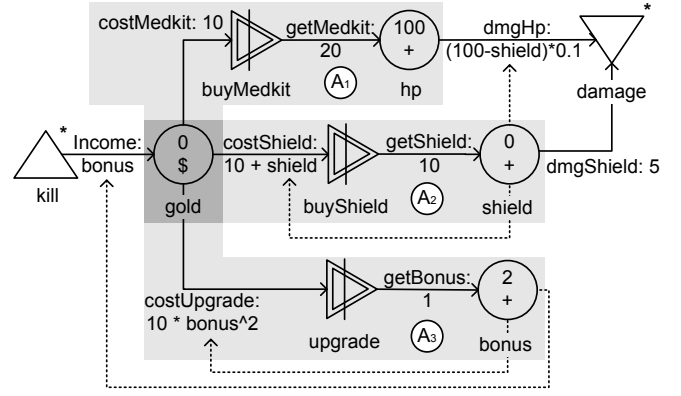 costMedkit: 10
getMedkit:
20
100
+
dmgHp:
(100-shield)*0.1
*
buyMedkit
A1
hp
damage
*
Income:
bonus
0
$
costShield:
10 + shield
getShield:
10
0
+
dmgShield: 5
kill
gold
buyShield
A2
shield
costUpgrade:
10 * bonus^2
getBonus:
1
2
+
upgrade
A3
bonus